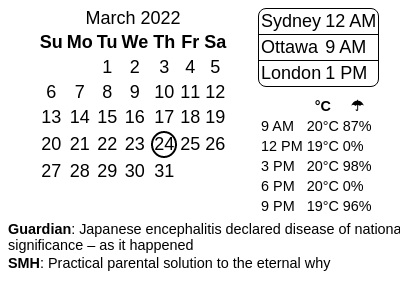 March 2022
Su Mo Tu We Th Fr Sa
1 2 3 4 5
6 7 8 9 10 11 12
13 14 15 16 17 18 19
20 21 22 23 24 25 26
27 28 29 30 31
Sydney 12 AM
Ottawa 9 AM
London 1 PM
°C ☂
9 AM 20°C 87%
12 PM 19°C 0%
3 PM 20°C 98%
6 PM 20°C 0%
9 PM 19°C 96%
Guardian: Japanese encephalitis declared disease of nationa
significance – as it happened
SMH: Practical parental solution to the eternal why